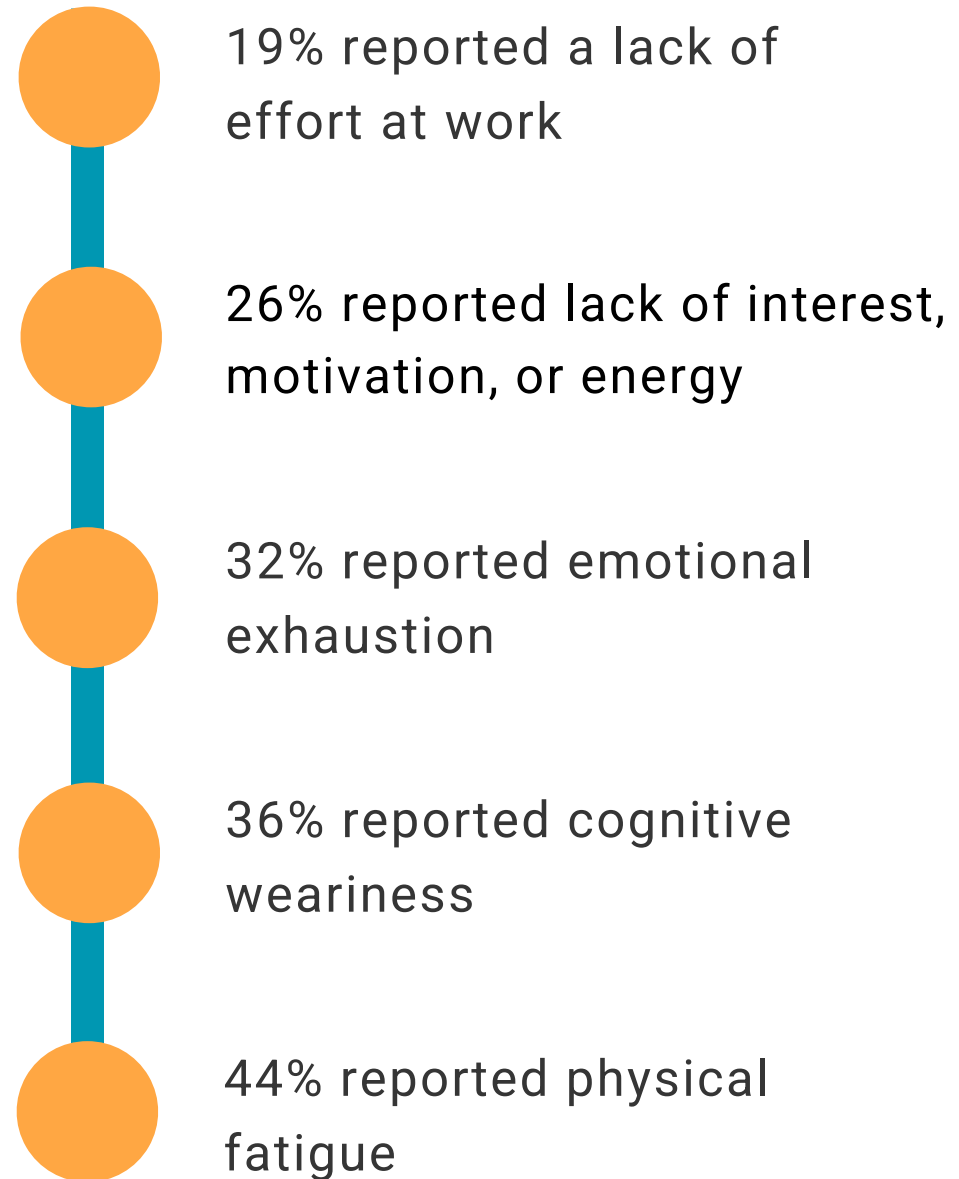 19% reported a lack of
effort at work
26% reported lack of interest,
motivation, or energy
32% reported emotional
exhaustion
36% reported cognitive
weariness
44% reported physical
fatigue